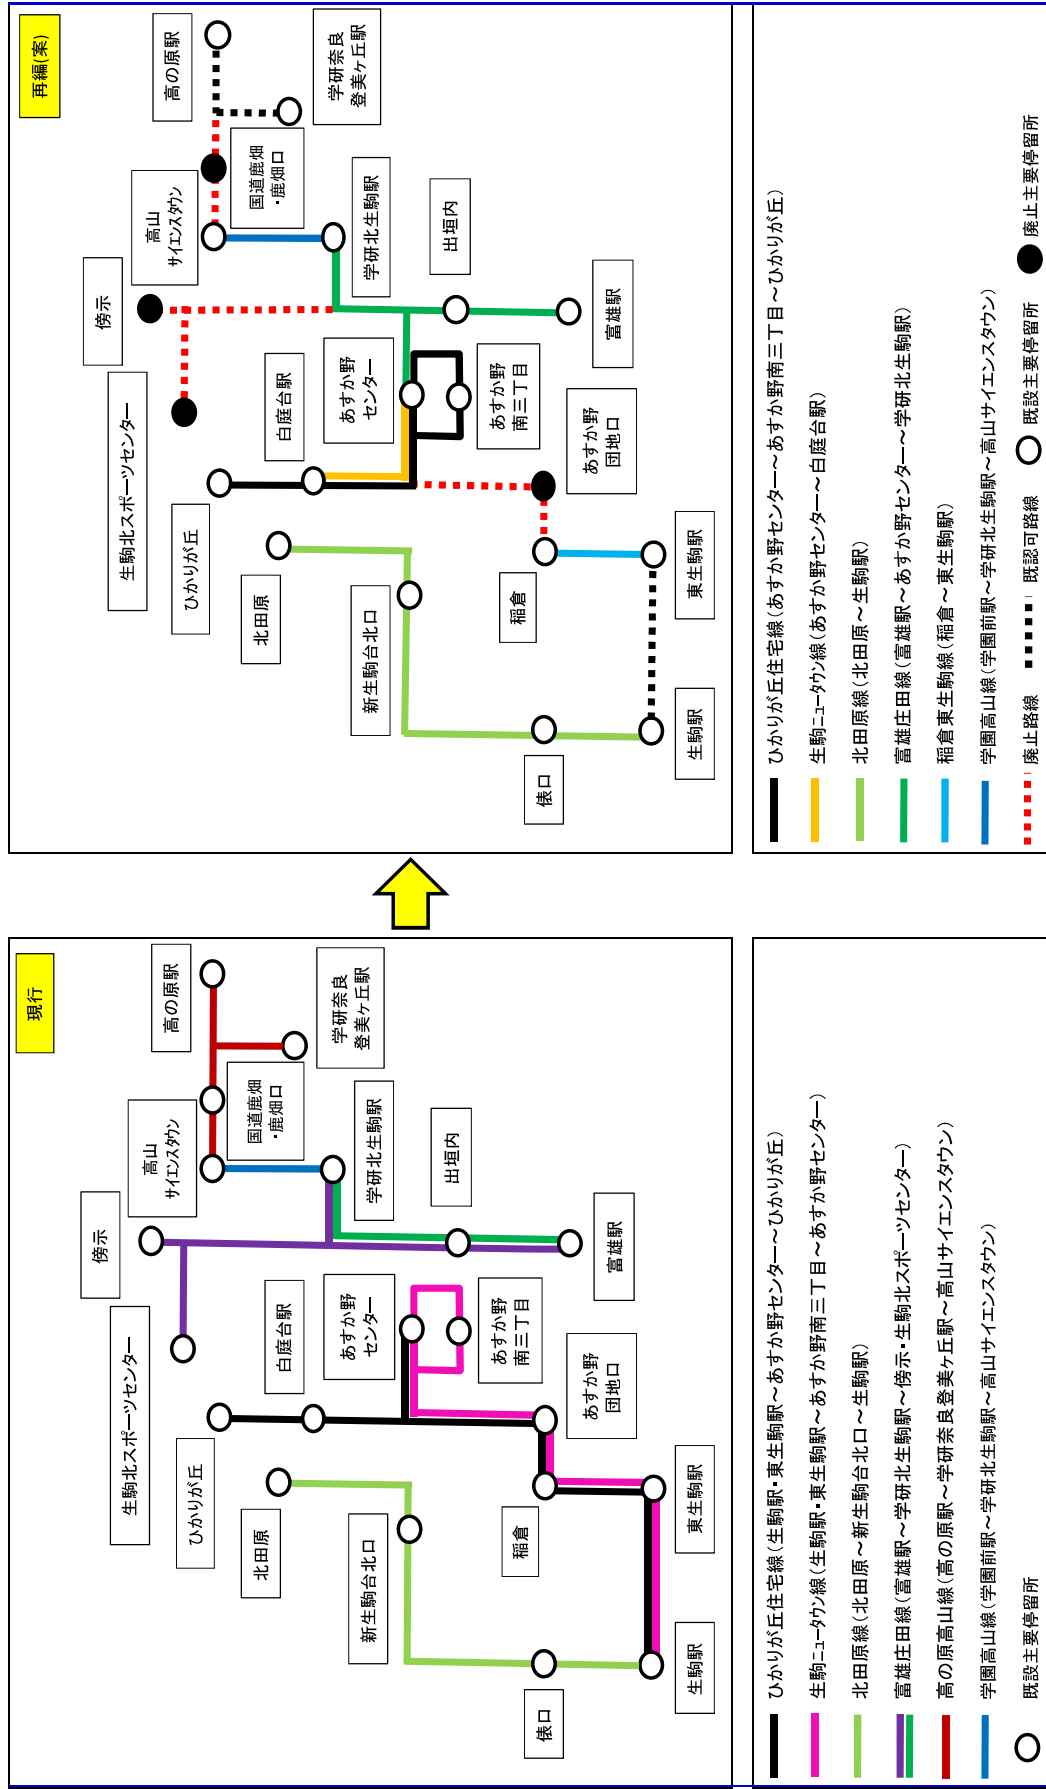 現行
高の原駅
学研奈良
登美ヶ丘駅
国道鹿畑
・鹿畑口
高山
サイエンスタウン
学研北生駒駅
傍示
出垣内
生駒北スポーツセンター
白庭台駅
あすか野
センター
あすか野
南三丁目
富雄駅
ひかりが丘
あすか野
団地口
北田原
新生駒台北口
稲倉
東生駒駅
俵口
生駒駅
ひかりが丘住宅線(生駒駅・東生駒駅～あすか野センター～ひかりが丘)
生駒ニュータウン線(生駒駅・東生駒駅～あすか野南三丁目～あすか野センター)
北田原線(北田原～新生駒台北口～生駒駅)
富雄庄田線(富雄駅～学研北生駒駅～傍示・生駒北スポーツセンター)
高の原高山線(高の原駅～学研奈良登美ヶ丘駅～高山サイエンスタウン)
学園高山線(学園前駅～学研北生駒駅～高山サイエンスタウン)
既設主要停留所
再編(案)
高の原駅
学研奈良
登美ヶ丘駅
国道鹿畑
・鹿畑口
高山
サイエンスタウン
学研北生駒駅
傍示
出垣内
生駒北スポーツセンター
白庭台駅
あすか野
センター
あすか野
南三丁目
富雄駅
ひかりが丘
あすか野
団地口
北田原
新生駒台北口
稲倉
東生駒駅
俵口
生駒駅
ひかりが丘住宅線(あすか野センター～あすか野南三丁目～ひかりが丘)
生駒ニュータウン線(あすか野センター～白庭台駅)
北田原線(北田原～生駒駅)
富雄庄田線(富雄駅～あすか野センター～学研北生駒駅)
稲倉東生駒線(稲倉～東生駒駅)
学園高山線(学園前駅～学研北生駒駅～高山サイエンスタウン)
廃止路線 既認可路線 既設主要停留所 廃止主要停留所